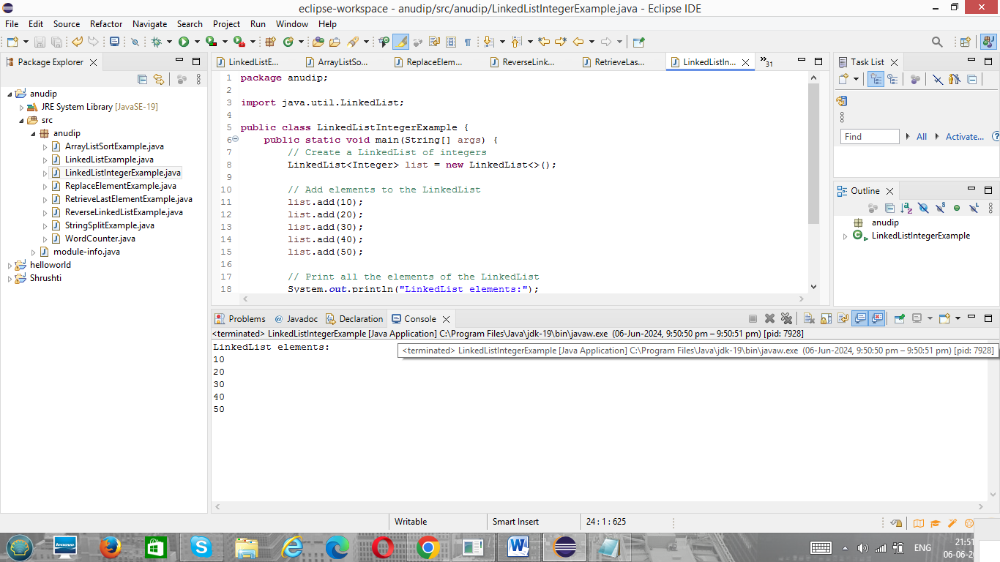 eclipse-workspace - anudip/src/anudip/LinkedListIntegerExample.java - Eclipse IDE
File Edit Source Refactor Navigate Search Project Run Window Help
Package Explorer
anudip
JRE System Library [JavaSE-19]
src
anudip
ArrayListSortExample.java
LinkedListExample.java
LinkedListIntegerExample.java
ReplaceElementExample.java
RetrieveLastElementExample.java
ReverseLinkedListExample.java
StringSplitExample.java
WordCounter.java
module-info.java
helloworld
Shrushti
LinkedListE... ArrayListSo... ReplaceElem... ReverseLink... RetrieveLas... LinkedListIn... »31
1 package anudip;
2
3 import java.util.LinkedList;
4
5 public class LinkedListIntegerExample {
6 public static void main(String[] args) {
7 // Create a LinkedList of integers
8 LinkedList<Integer> list = new LinkedList<>();
9
10 // Add elements to the LinkedList
11 list.add(10);
12 list.add(20);
13 list.add(30);
14 list.add(40);
15 list.add(50);
16
17 // Print all the elements of the LinkedList
18 System.out.println("LinkedList elements:");
Task List
Find All Activate...
Outline
anudip
LinkedListIntegerExample
Problems @ Javadoc Declaration Console
<terminated> LinkedListIntegerExample [Java Application] C:\Program Files\Java\jdk-19\bin\javaw.exe (06-Jun-2024, 9:50:50 pm – 9:50:51 pm) [pid: 7928]
LinkedList elements:
<terminated> LinkedListIntegerExample [Java Application] C:\Program Files\Java\jdk-19\bin\javaw.exe (06-Jun-2024, 9:50:50 pm – 9:50:51 pm) [pid: 7928]
10
20
30
40
50
Writable Smart Insert 24 : 1 : 625
lenovo
ENG
21:51
06-06-2